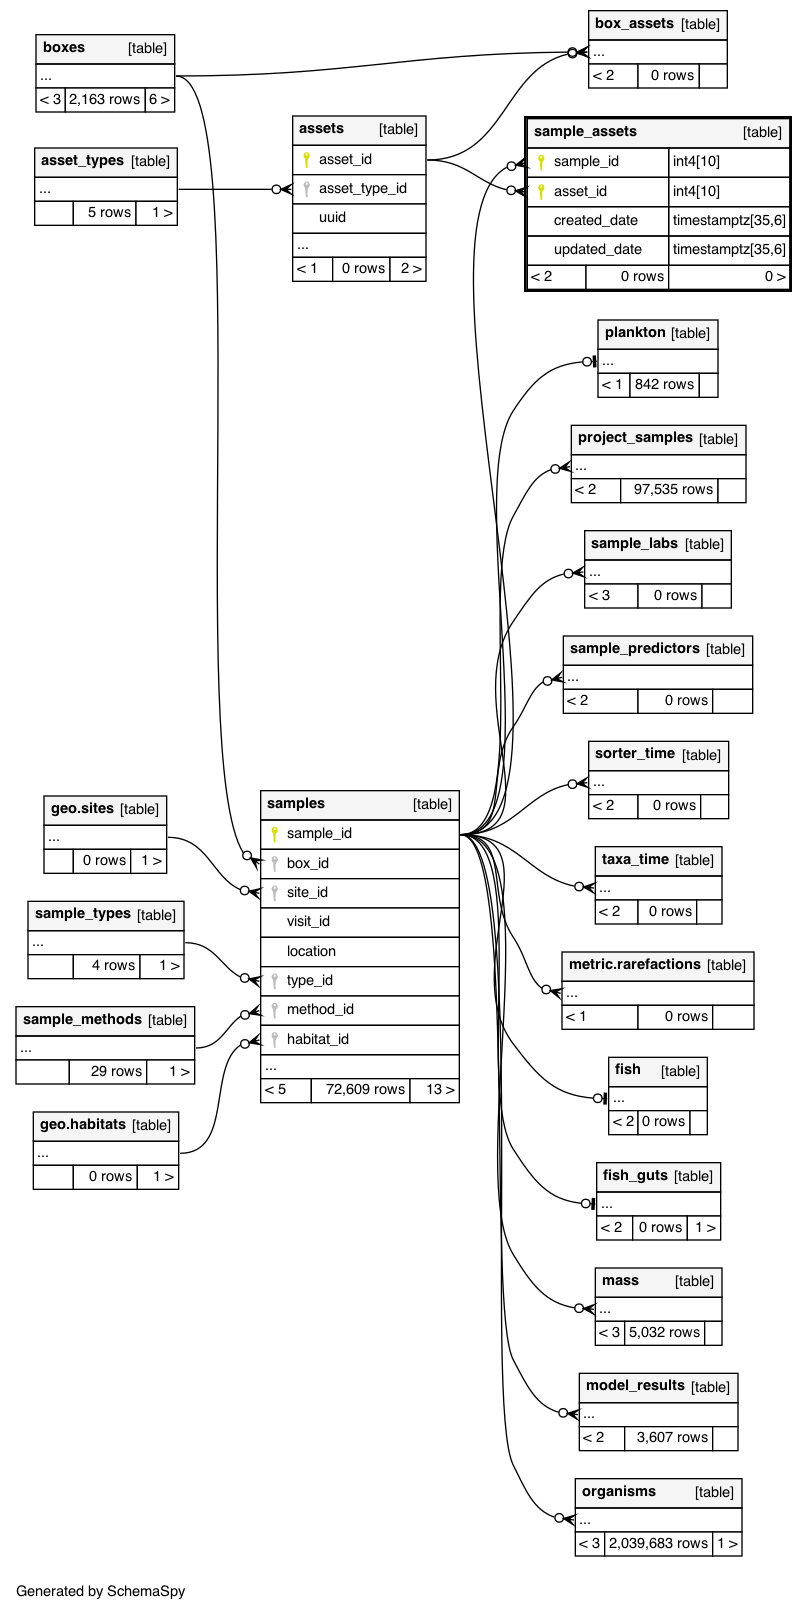 boxes [table]
...
< 3 2,163 rows 6 >
asset_types [table]
...
5 rows 1 >
assets [table]
asset_id
asset_type_id
uuid
...
< 1 0 rows 2 >
box_assets [table]
...
< 2 0 rows
sample_assets [table]
sample_id int4[10]
asset_id int4[10]
created_date timestamptz[35,6]
updated_date timestamptz[35,6]
< 2 0 rows 0 >
plankton [table]
...
< 1 842 rows
project_samples [table]
...
< 2 97,535 rows
sample_labs [table]
...
< 3 0 rows
sample_predictors [table]
...
< 2 0 rows
sorter_time [table]
...
< 2 0 rows
geo.sites [table]
...
0 rows 1 >
sample_types [table]
...
4 rows 1 >
sample_methods [table]
...
29 rows 1 >
geo.habitats [table]
...
0 rows 1 >
samples [table]
sample_id
box_id
site_id
visit_id
location
type_id
method_id
habitat_id
...
< 5 72,609 rows 13 >
taxa_time [table]
...
< 2 0 rows
metric.rarefactions [table]
...
< 1 0 rows
fish [table]
...
< 2 0 rows
fish_guts [table]
...
< 2 0 rows 1 >
mass [table]
...
< 3 5,032 rows
model_results [table]
...
< 2 3,607 rows
organisms [table]
...
< 3 2,039,683 rows 1 >
Generated by SchemaSpy